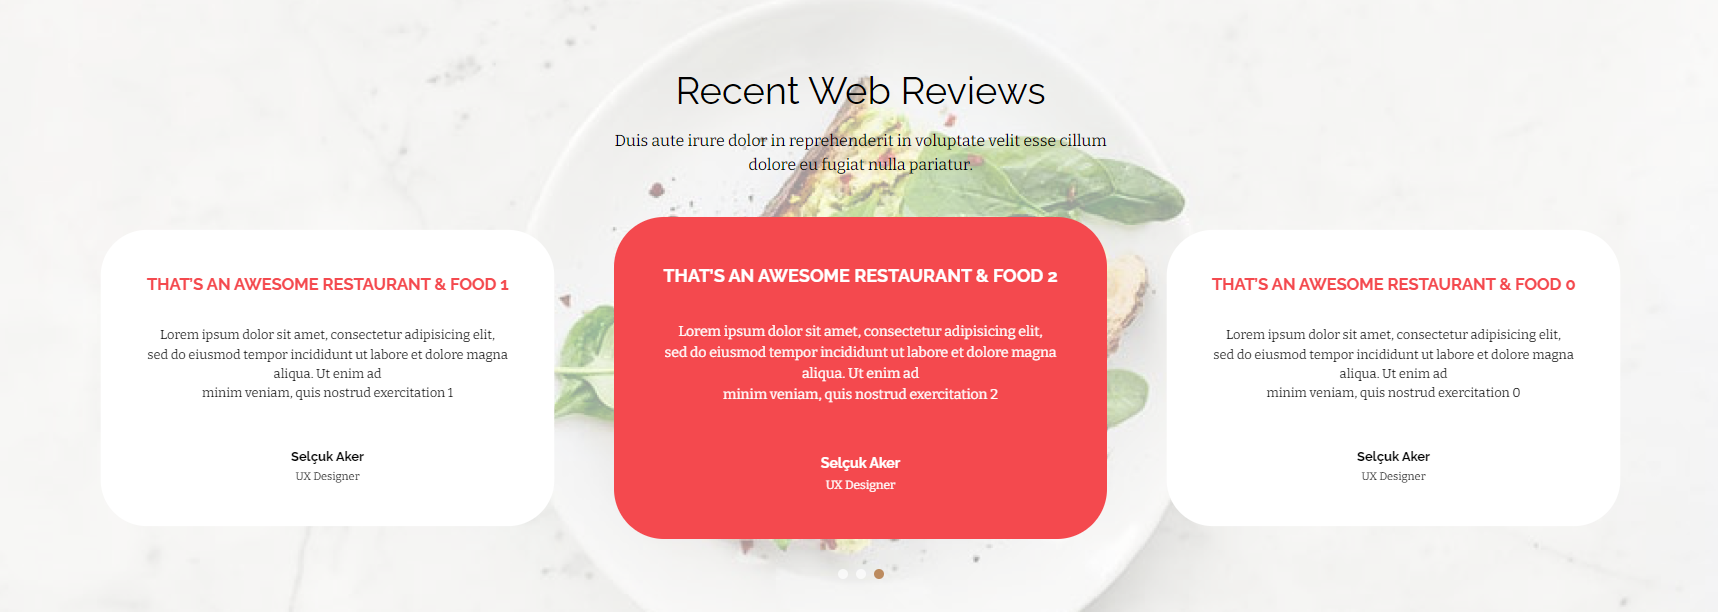 Recent Web Reviews
Duis aute irure dolor in reprehenderit in voluptate velit esse cillum
dolore eu fugiat nulla pariatur.
THAT'S AN AWESOME RESTAURANT & FOOD 1
Lorem ipsum dolor sit amet, consectetur adipisicing elit,
sed do eiusmod tempor incididunt ut labore et dolore magna
aliqua. Ut enim ad
minim veniam, quis nostrud exercitation 1
Selçuk Aker
UX Designer
THAT'S AN AWESOME RESTAURANT & FOOD 2
Lorem ipsum dolor sit amet, consectetur adipisicing elit,
sed do eiusmod tempor incididunt ut labore et dolore magna
aliqua. Ut enim ad
minim veniam, quis nostrud exercitation 2
Selçuk Aker
UX Designer
THAT'S AN AWESOME RESTAURANT & FOOD 0
Lorem ipsum dolor sit amet, consectetur adipisicing elit,
sed do eiusmod tempor incididunt ut labore et dolore magna
aliqua. Ut enim ad
minim veniam, quis nostrud exercitation 0
Selçuk Aker
UX Designer